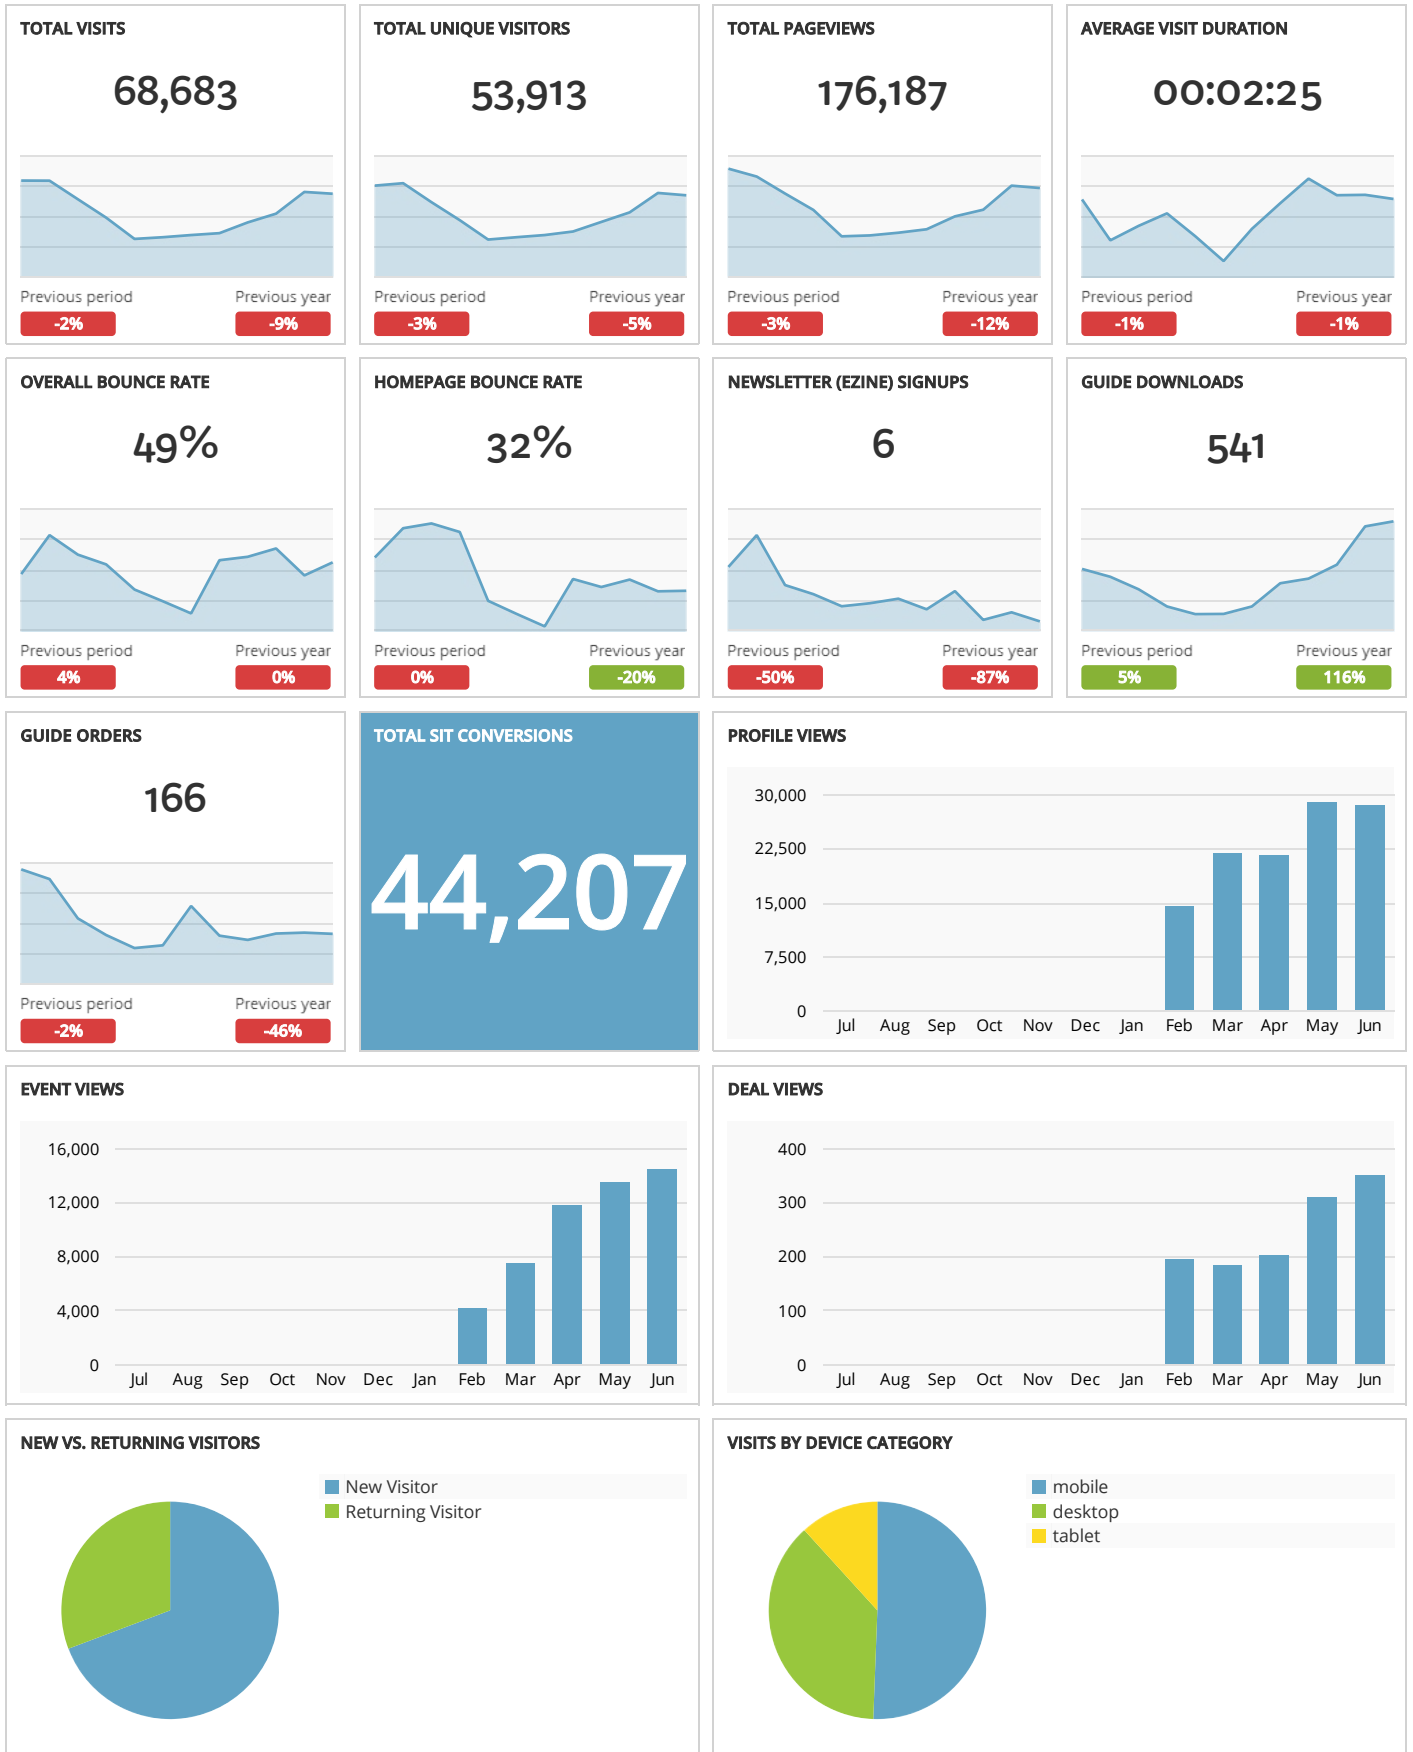 TOTAL VISITS
68,683
Previous period Previous year
-2% -9%
TOTAL UNIQUE VISITORS
53,913
Previous period Previous year
-3% -5%
TOTAL PAGEVIEWS
176,187
Previous period Previous year
-3% -12%
AVERAGE VISIT DURATION
00:02:25
Previous period Previous year
-1% -1%
OVERALL BOUNCE RATE
49%
Previous period Previous year
4% 0%
HOMEPAGE BOUNCE RATE
32%
Previous period Previous year
0% -20%
NEWSLETTER (EZINE) SIGNUPS
6
Previous period Previous year
-50% -87%
GUIDE DOWNLOADS
541
Previous period Previous year
5% 116%
GUIDE ORDERS
166
Previous period Previous year
-2% -46%
TOTAL SIT CONVERSIONS
44,207
PROFILE VIEWS
30,000
22,500
15,000
7,500
0
Jul Aug Sep Oct Nov Dec Jan Feb Mar Apr May Jun
EVENT VIEWS
16,000
12,000
8,000
4,000
0
Jul Aug Sep Oct Nov Dec Jan Feb Mar Apr May Jun
DEAL VIEWS
400
300
200
100
0
Jul Aug Sep Oct Nov Dec Jan Feb Mar Apr May Jun
NEW VS. RETURNING VISITORS
New Visitor
Returning Visitor
VISITS BY DEVICE CATEGORY
mobile
desktop
tablet